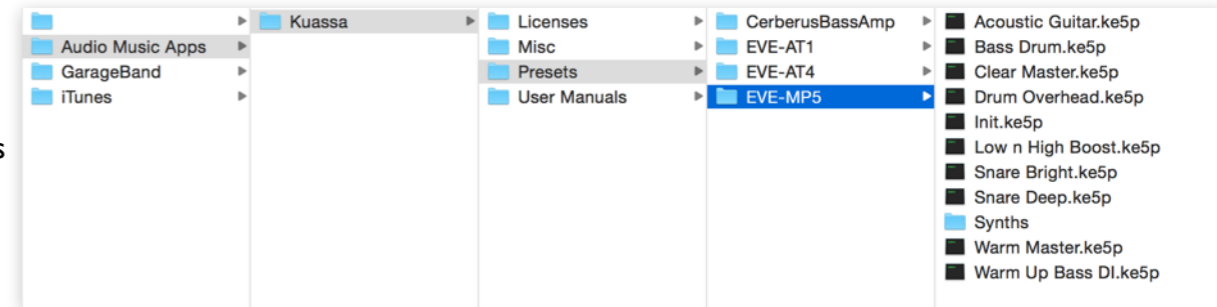 Audio Music Apps
GarageBand
iTunes
s
Kuassa
Licenses
Misc
Presets
User Manuals
CerberusBassAmp
EVE-AT1
EVE-AT4
EVE-MP5
Acoustic Guitar.ke5p
Bass Drum.ke5p
Clear Master.ke5p
Drum Overhead.ke5p
Init.ke5p
Low n High Boost.ke5p
Snare Bright.ke5p
Snare Deep.ke5p
Synths
Warm Master.ke5p
Warm Up Bass DI.ke5p